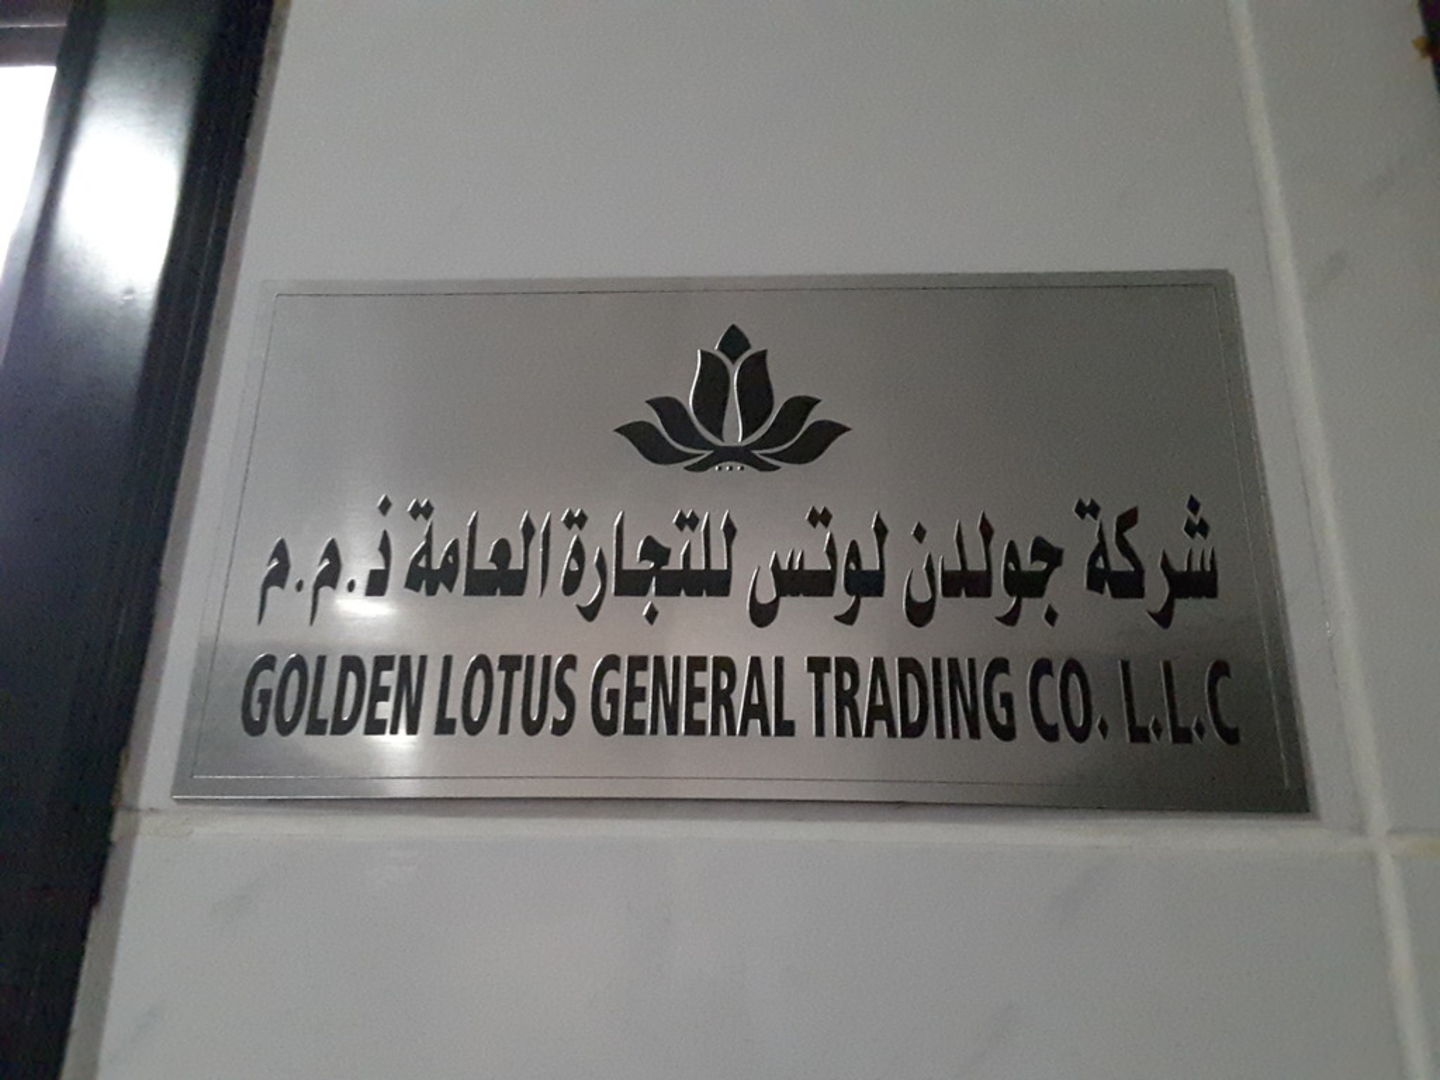 شركة جولدن لوتس للتجارة العامة ذ.م.م
GOLDEN LOTUS GENERAL TRADING CO. L.L.C